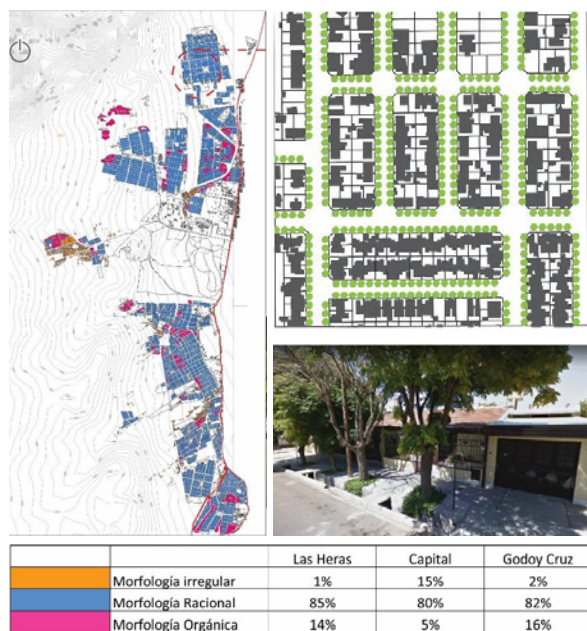 Las Heras Capital Godoy Cruz
Morfología irregular 1% 15% 2%
Morfología Racional 85% 80% 82%
Morfología Orgánica 14% 5% 16%